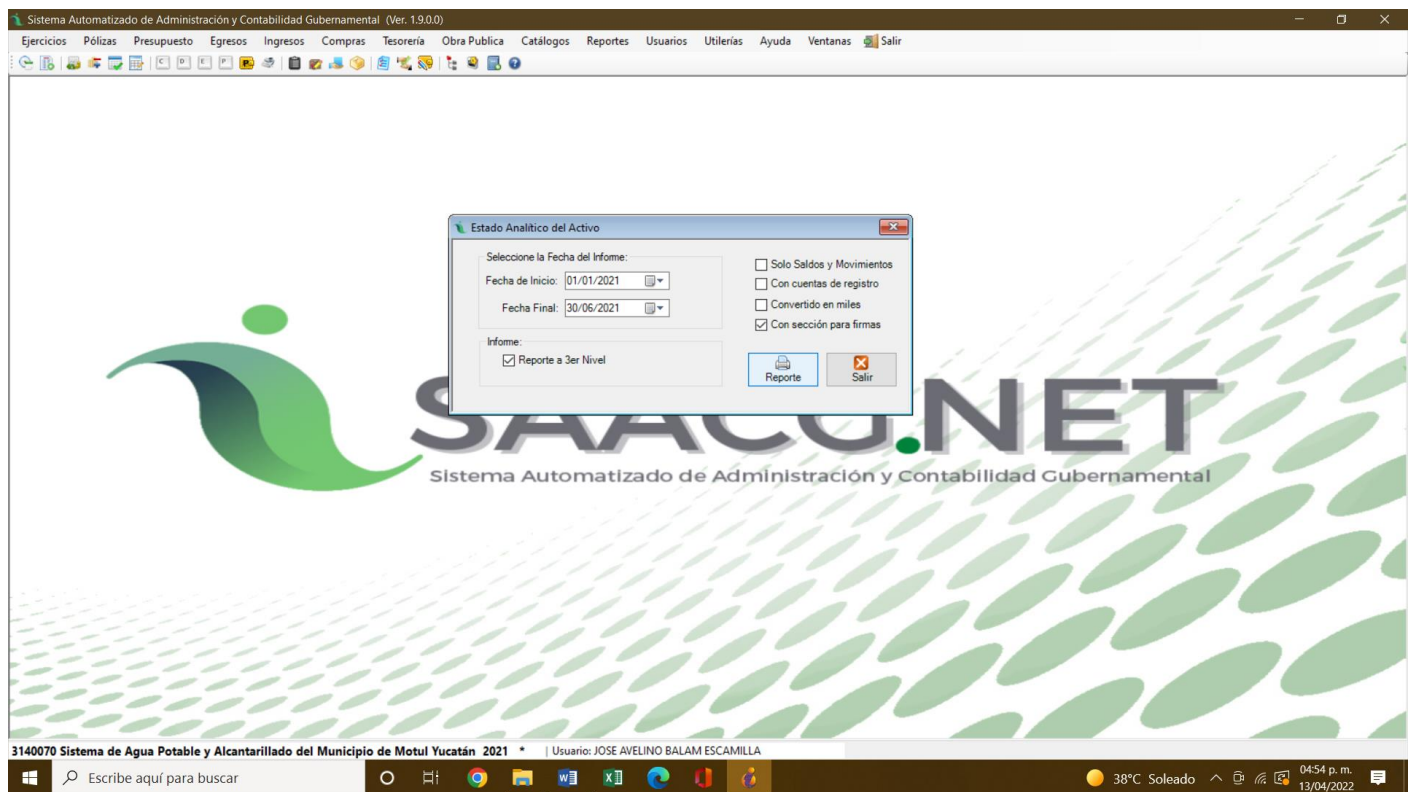 Sistema Automatizado de Administración y Contabilidad Gubernamental (Ver. 1.9.0.0)
Ejercicios Pólizas Presupuesto Egresos Ingresos Compras Tesorería Obra Publica Catálogos Reportes Usuarios Utilerías Ayuda Ventanas Salir
Estado Analítico del Activo
Seleccione la Fecha del Informe:
Fecha de Inicio: 01/01/2021
Fecha Final: 30/06/2021
Solo Saldos y Movimientos
Con cuentas de registro
Convertido en miles
Con sección para firmas
Informe:
Reporte a 3er Nivel
Reporte
Salir
SAACG.NET
Sistema Automatizado de Administración y Contabilidad Gubernamental
3140070 Sistema de Agua Potable y Alcantarillado del Municipio de Motul Yucatán 2021 * | Usuario: JOSE AVELINO BALAM ESCAMILLA
Escribe aquí para buscar
38°C Soleado
04:54 p. m.
13/04/2022